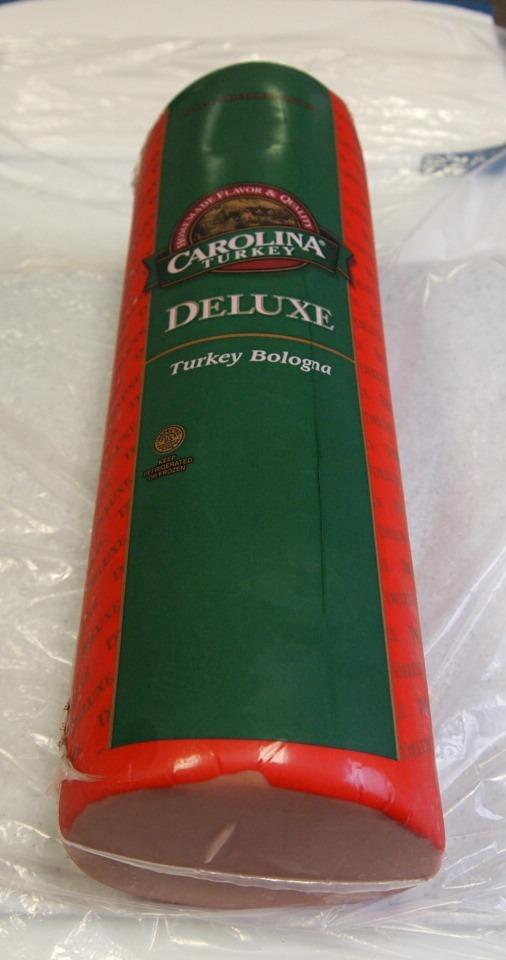 HOMEMADE FLAVOR & QUALITY
CAROLINA®
TURKEY
DELUXE
Turkey Bologna
KEEP
REFRIGERATED
OR FROZEN